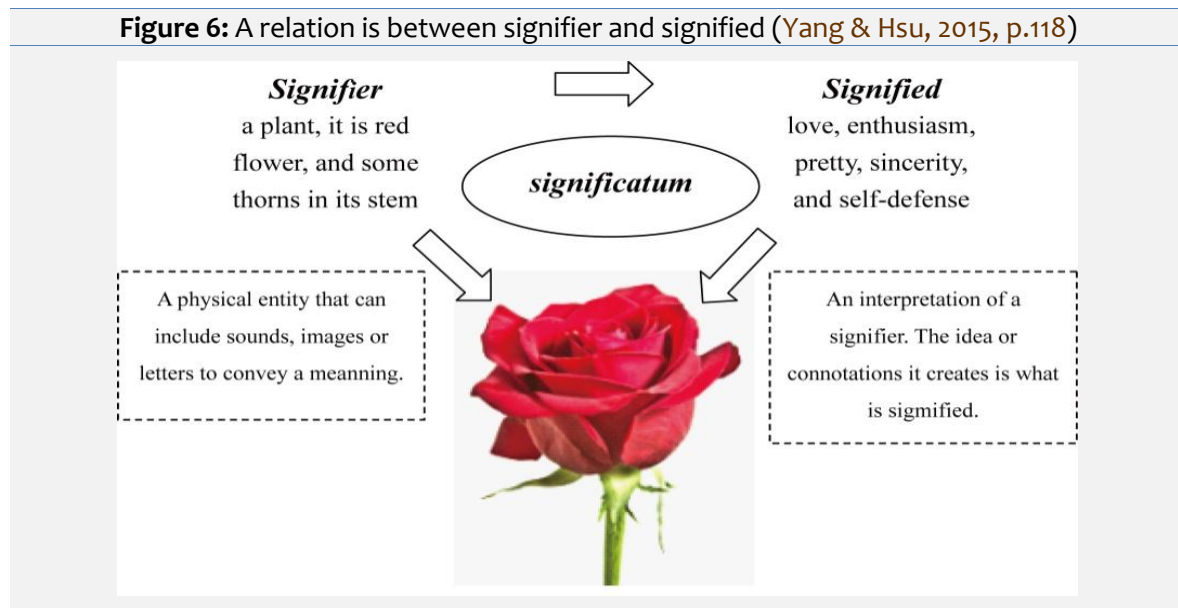 Figure 6: A relation is between signifier and signified (Yang & Hsu, 2015, p.118)
Signifier
a plant, it is red
flower, and some
thorns in its stem
significatum
Signified
love, enthusiasm,
pretty, sincerity,
and self-defense
A physical entity that can
include sounds, images or
letters to convey a meanning.
An interpretation of a
signifier. The idea or
connotations it creates is what
is sigmified.